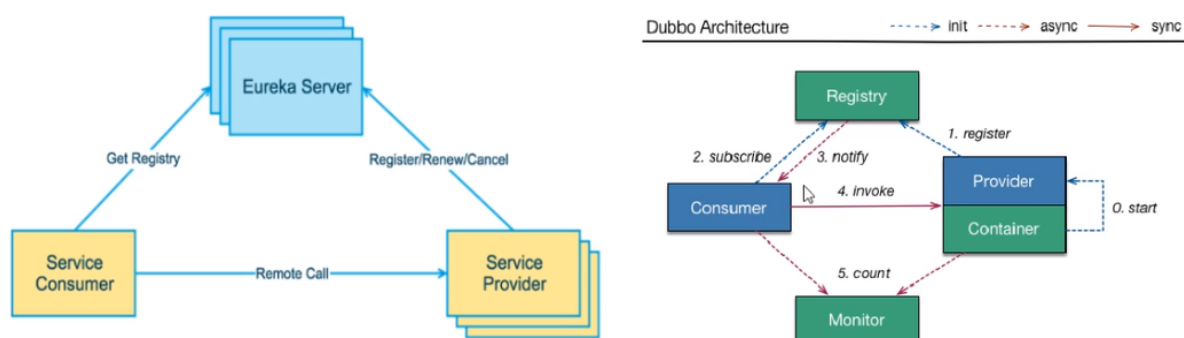 Eureka Server
Get Registry
Register/Renew/Cancel
Service
Consumer
Remote Call
Service
Provider
Dubbo Architecture
init
async
sync
Registry
1. register
2. subscribe
3. notify
Provider
Consumer
4. invoke
0. start
Container
5. count
Monitor